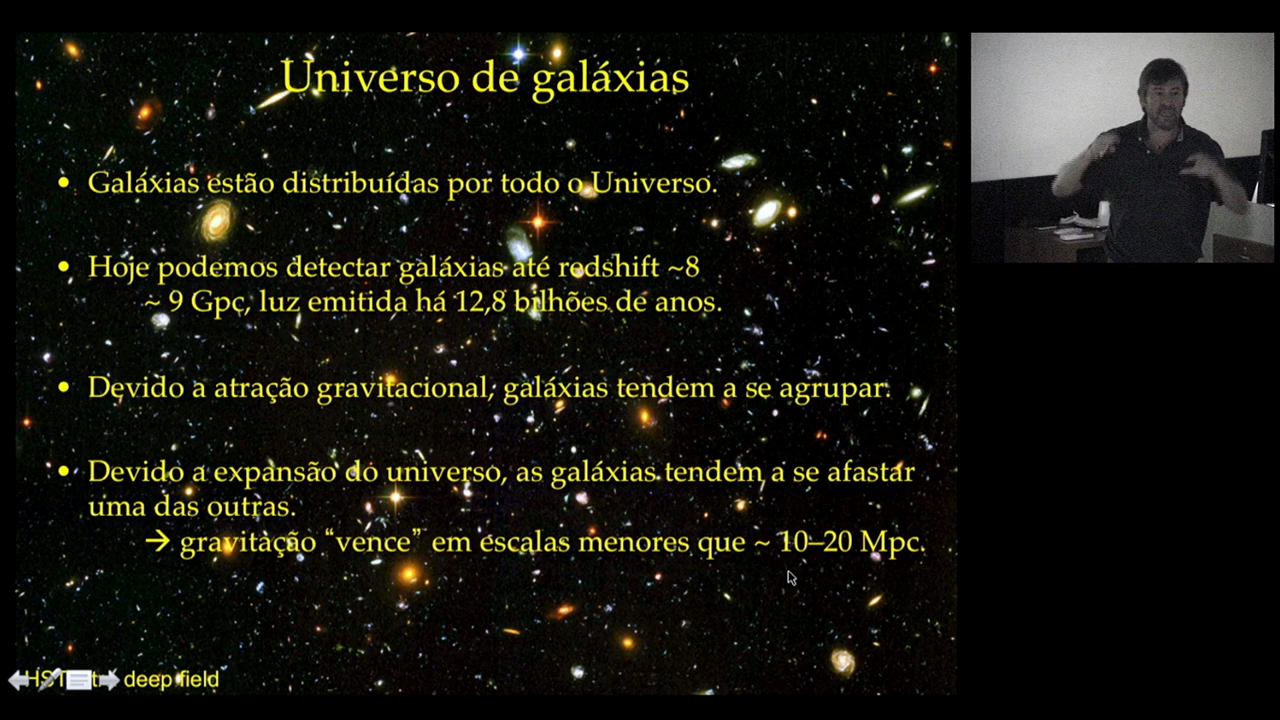 Universo de galáxias
• Galáxias estão distribuídas por todo o Universo.
• Hoje podemos detectar galáxias até redshift ~8
~ 9 Gpc, luz emitida há 12,8 bilhões de anos.
• Devido a atração gravitacional, galáxias tendem a se agrupar.
• Devido a expansão do universo, as galáxias tendem a se afastar
uma das outras.
→ gravitação “vence” em escalas menores que ~ 10–20 Mpc.
deep field